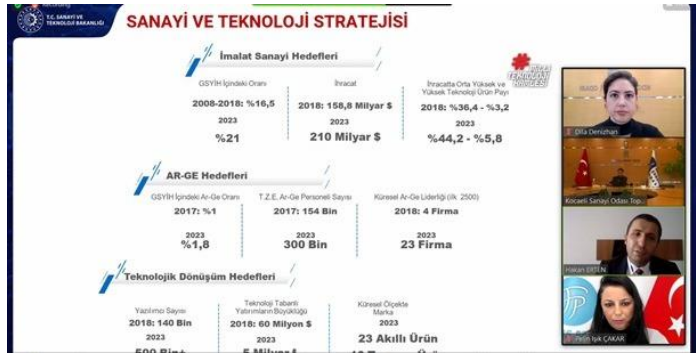 T.C. SANAYİ VE
TEKNOLOJİ BAKANLIĞI
SANAYİ VE TEKNOLOJİ STRATEJİSİ
İmalat Sanayi Hedefleri
GSYİH İçindeki Oranı
2008-2018: %16,5
2023
%21
İhracat
2018: 158,8 Milyar $
2023
210 Milyar $
İhracatta Orta Yüksek ve
Yüksek Teknoloji Ürün Payı
2018: %36,4 - %3,2
2023
%44,2 - %5,8
AR-GE Hedefleri
GSYİH İçindeki Ar-Ge Oranı
2017: %1
2023
%1,8
T.Z.E. Ar-Ge Personeli Sayısı
2017: 154 Bin
2023
300 Bin
Küresel Ar-Ge Liderliği (ilk 2500)
2018: 4 Firma
2023
23 Firma
Teknolojik Dönüşüm Hedefleri
Yazılımcı Sayısı
2018: 140 Bin
2023
500 Bin+
Teknoloji Tabanlı
Yatırımların Büyüklüğü
2018: 60 Milyon $
2023
5 Milyar $
Küresel Ölçekte
Marka
2023
23 Akıllı Ürün
Dila Denizhan
Kocaeli Sanayi Odası Top...
Hakan ERTEN
Pelin Işık ÇAKAR